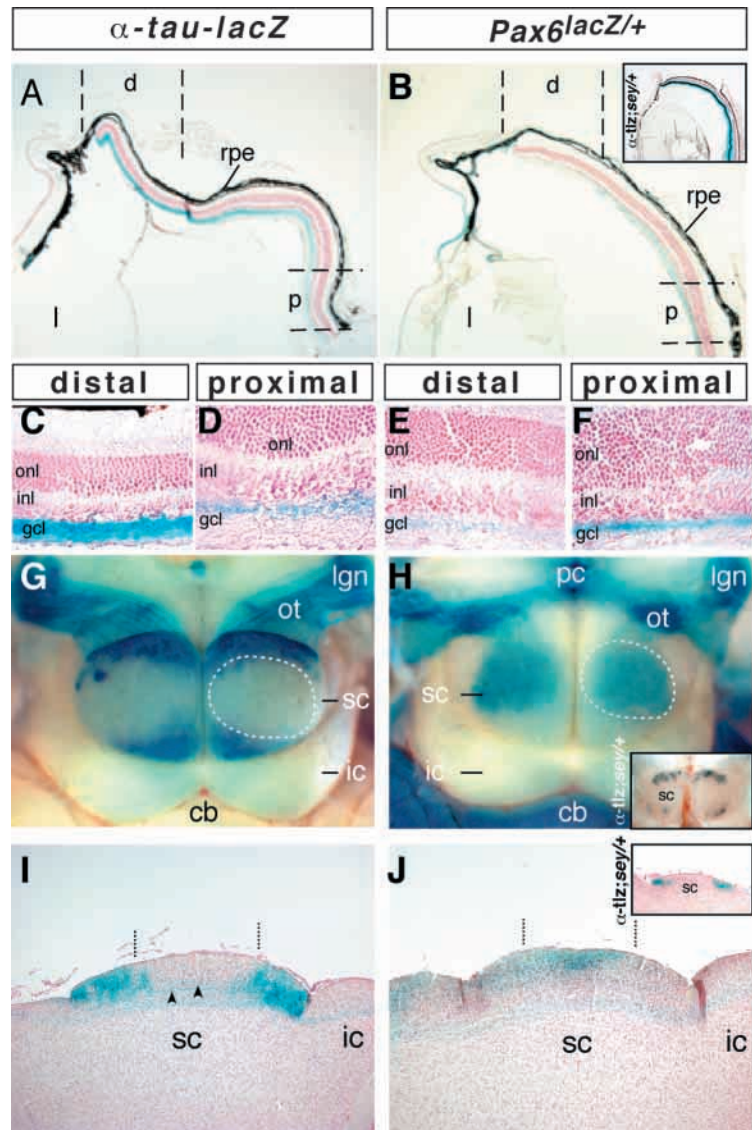 α-tau-lacZ
Pax6lacZ/+
A
d
rpe
l
p
B
d
α-tlz;sey/+
rpe
l
p
distal
proximal
distal
proximal
C
onl
inl
gcl
D
onl
inl
gcl
E
onl
inl
gcl
F
onl
inl
gcl
G
lgn
ot
sc
ic
cb
H
pc
lgn
ot
sc
ic
cb
α-tlz;sey/+
sc
I
sc
ic
J
α-tlz;sey/+
sc
sc
ic